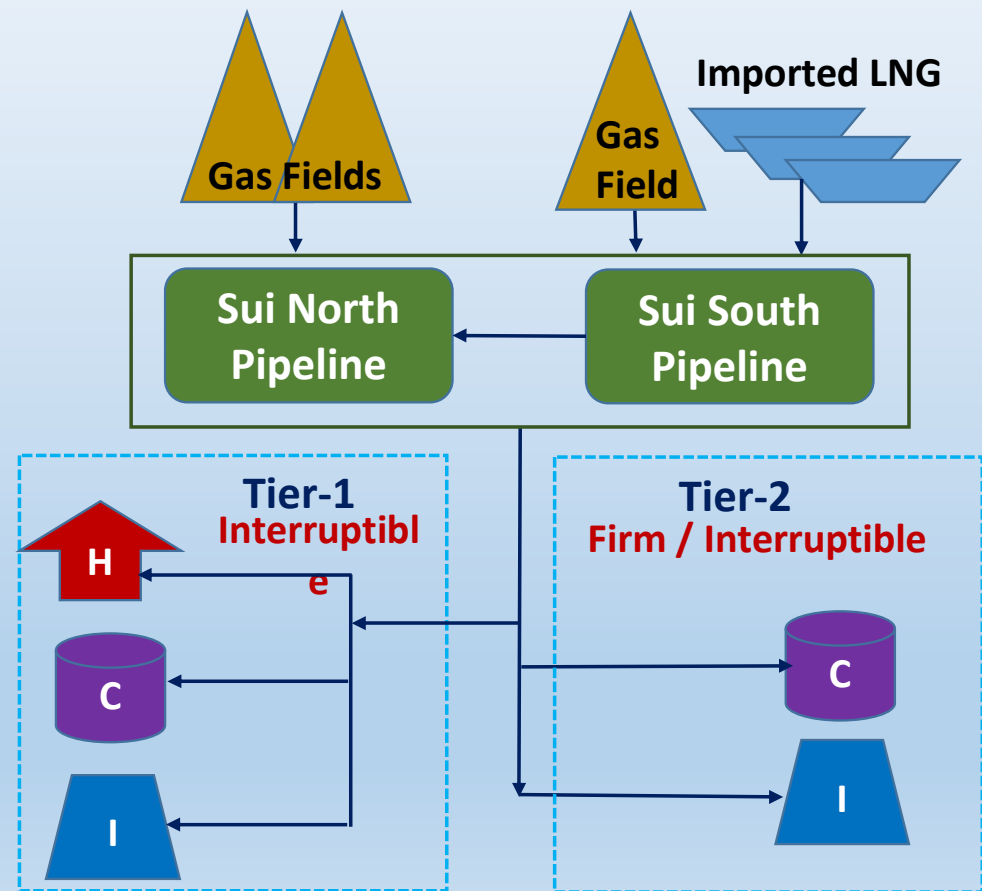 Imported LNG
Gas Fields
Gas
Field
Sui North
Pipeline
Sui South
Pipeline
Tier-1
Interruptibl
e
Tier-2
Firm / Interruptible
H
C
I
C
I